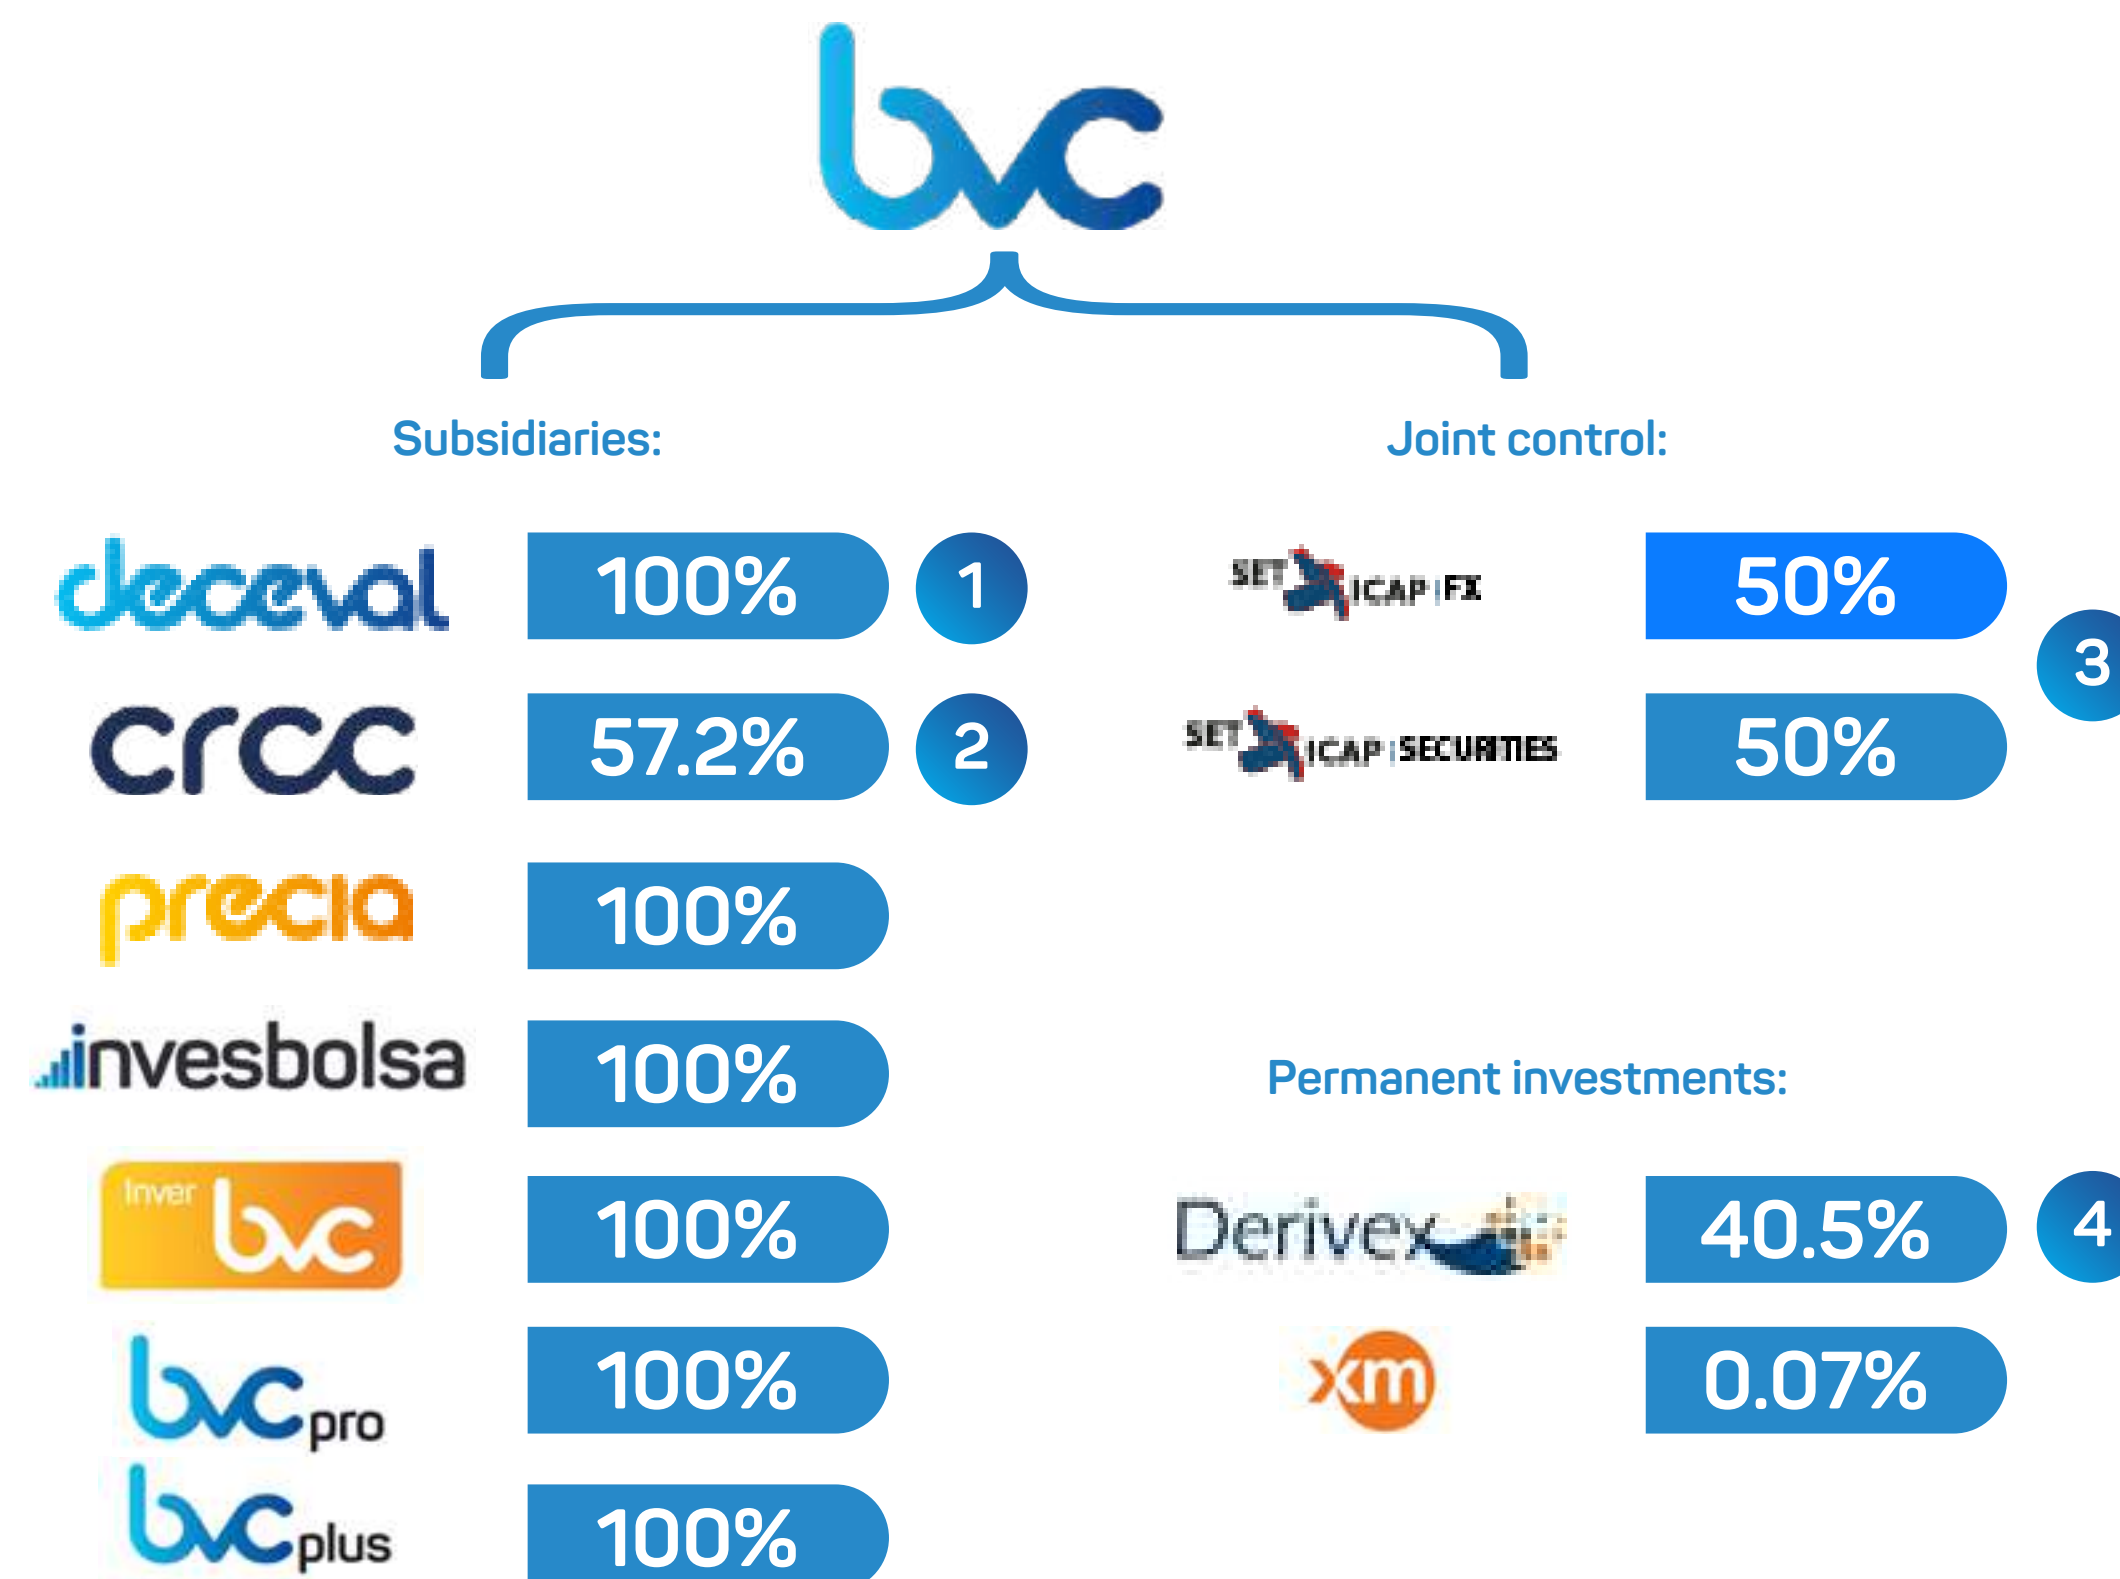 bvc
Subsidiaries:
deceval 100% 1
crcc 57.2% 2
precia 100%
invesbolsa 100%
Inver bvc 100%
bvc pro 100%
bvc plus 100%
Joint control:
SET ICAP | FX 50%
3
SET ICAP | SECURITIES 50%
Permanent investments:
Derivex 40.5% 4
xm 0.07%